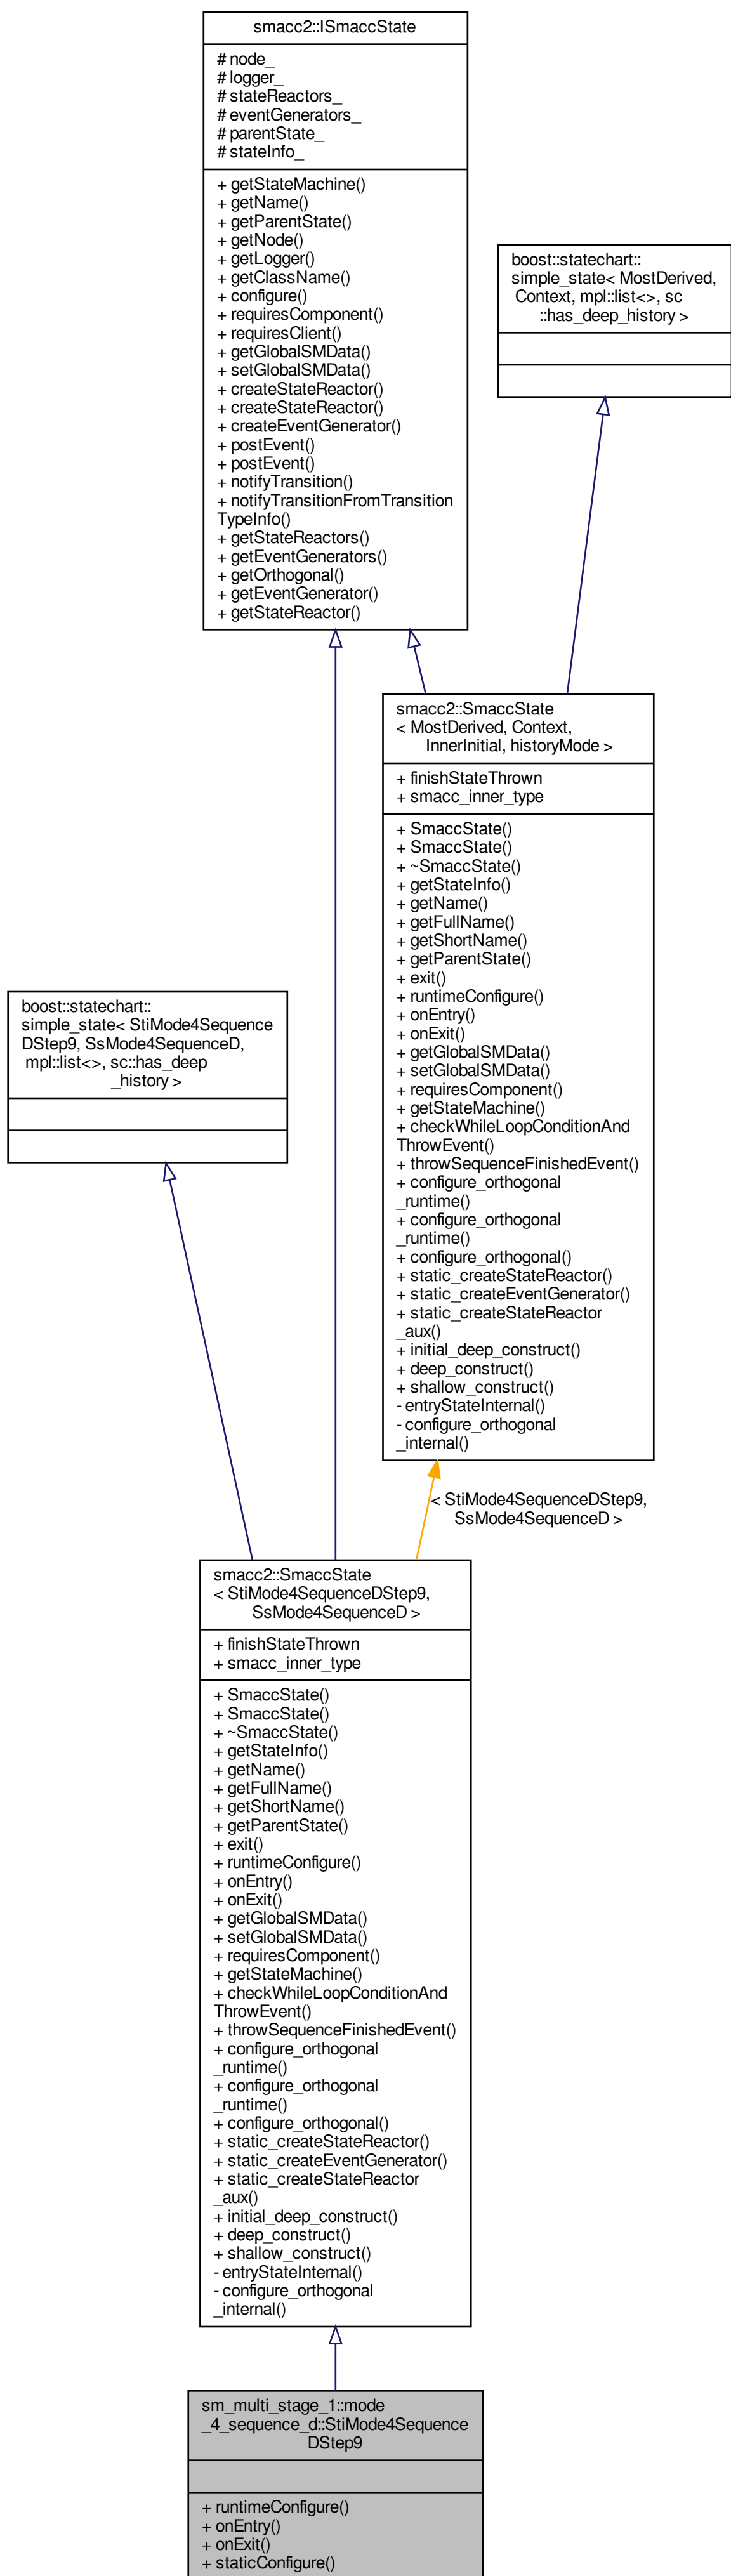 smacc2::ISmaccState
# node_
# logger_
# stateReactors_
# eventGenerators_
# parentState_
# stateInfo_
+ getStateMachine()
+ getName()
+ getParentState()
+ getNode()
+ getLogger()
+ getClassName()
+ configure()
+ requiresComponent()
+ requiresClient()
+ getGlobalSMData()
+ setGlobalSMData()
+ createStateReactor()
+ createStateReactor()
+ createEventGenerator()
+ postEvent()
+ postEvent()
+ notifyTransition()
+ notifyTransitionFromTransition
TypeInfo()
+ getStateReactors()
+ getEventGenerators()
+ getOrthogonal()
+ getEventGenerator()
+ getStateReactor()
boost::statechart::
simple_state< MostDerived,
Context, mpl::list<>, sc
::has_deep_history >
smacc2::SmaccState
< MostDerived, Context,
InnerInitial, historyMode >
+ finishStateThrown
+ smacc_inner_type
+ SmaccState()
+ SmaccState()
+ ~SmaccState()
+ getStateInfo()
+ getName()
+ getFullName()
+ getShortName()
+ getParentState()
+ exit()
+ runtimeConfigure()
+ onEntry()
+ onExit()
+ getGlobalSMData()
+ setGlobalSMData()
+ requiresComponent()
+ getStateMachine()
+ checkWhileLoopConditionAnd
ThrowEvent()
+ throwSequenceFinishedEvent()
+ configure_orthogonal
_runtime()
+ configure_orthogonal
_runtime()
+ configure_orthogonal()
+ static_createStateReactor()
+ static_createEventGenerator()
+ static_createStateReactor
_aux()
+ initial_deep_construct()
+ deep_construct()
+ shallow_construct()
- entryStateInternal()
- configure_orthogonal
_internal()
boost::statechart::
simple_state< StiMode4Sequence
DStep9, SsMode4SequenceD,
mpl::list<>, sc::has_deep
_history >
< StiMode4SequenceDStep9,
SsMode4SequenceD >
smacc2::SmaccState
< StiMode4SequenceDStep9,
SsMode4SequenceD >
+ finishStateThrown
+ smacc_inner_type
+ SmaccState()
+ SmaccState()
+ ~SmaccState()
+ getStateInfo()
+ getName()
+ getFullName()
+ getShortName()
+ getParentState()
+ exit()
+ runtimeConfigure()
+ onEntry()
+ onExit()
+ getGlobalSMData()
+ setGlobalSMData()
+ requiresComponent()
+ getStateMachine()
+ checkWhileLoopConditionAnd
ThrowEvent()
+ throwSequenceFinishedEvent()
+ configure_orthogonal
_runtime()
+ configure_orthogonal
_runtime()
+ configure_orthogonal()
+ static_createStateReactor()
+ static_createEventGenerator()
+ static_createStateReactor
_aux()
+ initial_deep_construct()
+ deep_construct()
+ shallow_construct()
- entryStateInternal()
- configure_orthogonal
_internal()
sm_multi_stage_1::mode
_4_sequence_d::StiMode4Sequence
DStep9
+ runtimeConfigure()
+ onEntry()
+ onExit()
+ staticConfigure()